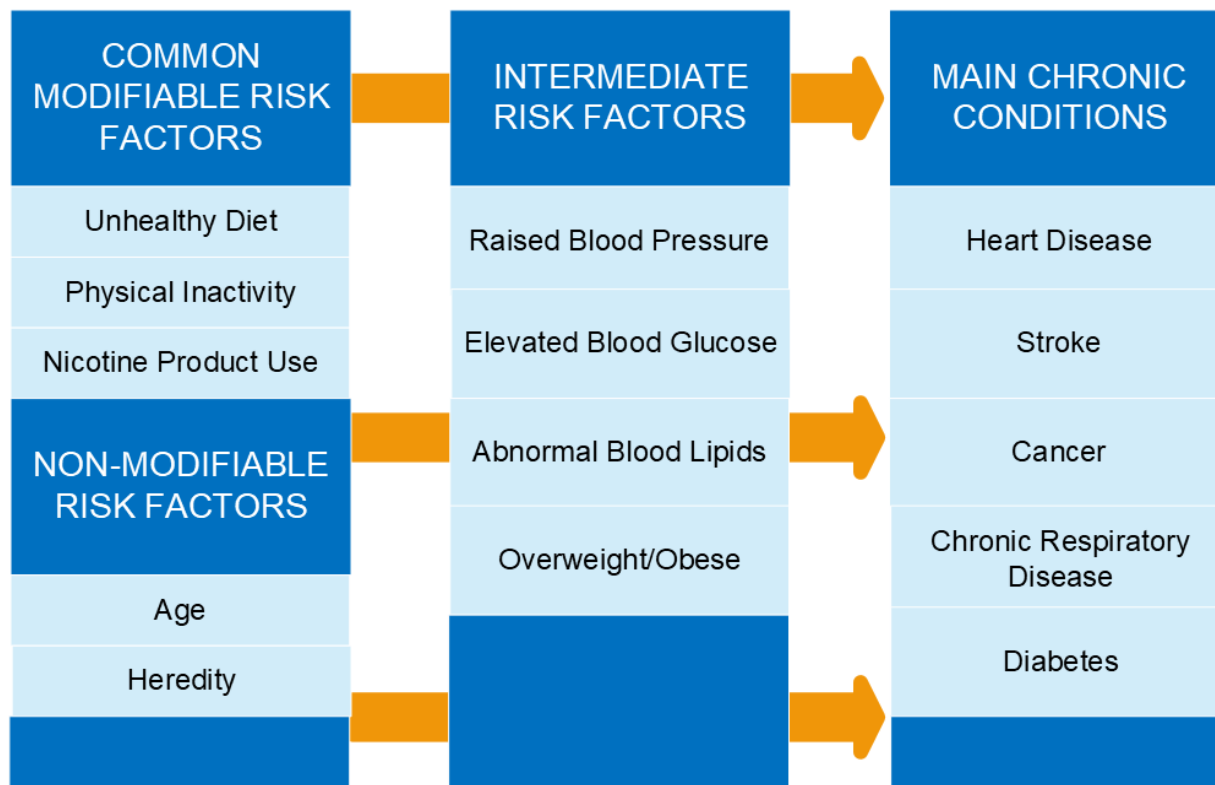 COMMON
MODIFIABLE RISK
FACTORS
Unhealthy Diet
Physical Inactivity
Nicotine Product Use
NON-MODIFIABLE
RISK FACTORS
Age
Heredity
INTERMEDIATE
RISK FACTORS
Raised Blood Pressure
Elevated Blood Glucose
Abnormal Blood Lipids
Overweight/Obese
MAIN CHRONIC
CONDITIONS
Heart Disease
Stroke
Cancer
Chronic Respiratory
Disease
Diabetes